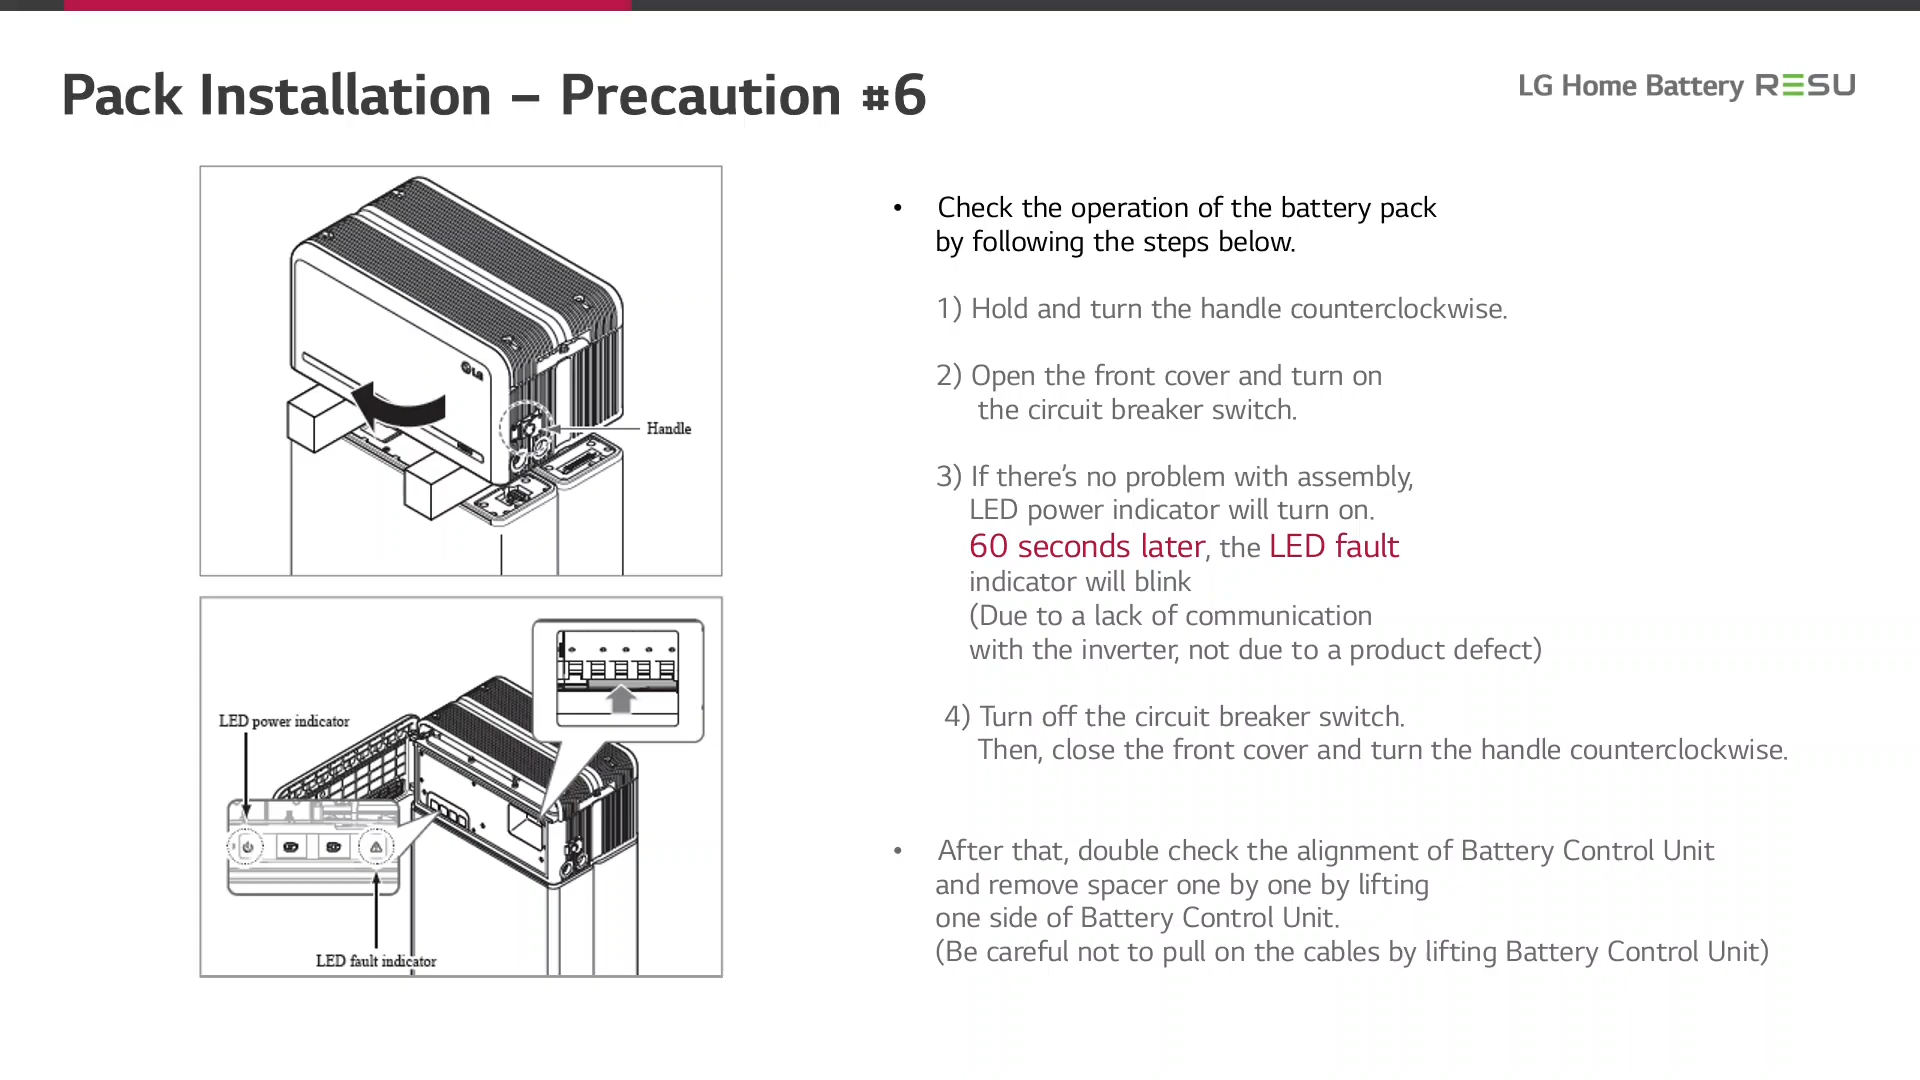 Pack Installation – Precaution #6
LG Home Battery RESU
LG
Handle
LED power indicator
LED fault indicator
• Check the operation of the battery pack
by following the steps below.
1) Hold and turn the handle counterclockwise.
2) Open the front cover and turn on
the circuit breaker switch.
3) If there’s no problem with assembly,
LED power indicator will turn on.
60 seconds later, the LED fault
indicator will blink
(Due to a lack of communication
with the inverter, not due to a product defect)
4) Turn off the circuit breaker switch.
Then, close the front cover and turn the handle counterclockwise.
• After that, double check the alignment of Battery Control Unit
and remove spacer one by one by lifting
one side of Battery Control Unit.
(Be careful not to pull on the cables by lifting Battery Control Unit)